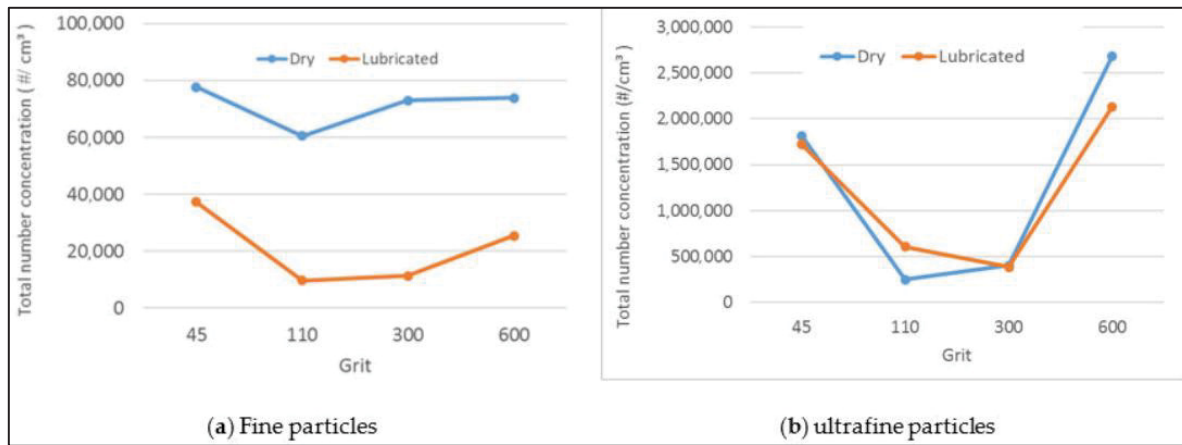 100,000
80,000
60,000
40,000
20,000
0
Total number concentration ( #/ cm³ )
Dry Lubricated
45 110 300 600
Grit
(a) Fine particles
3,000,000
2,500,000
2,000,000
1,500,000
1,000,000
500,000
0
Total number concentration (#/cm³ )
Dry Lubricated
45 110 300 600
Grit
(b) ultrafine particles